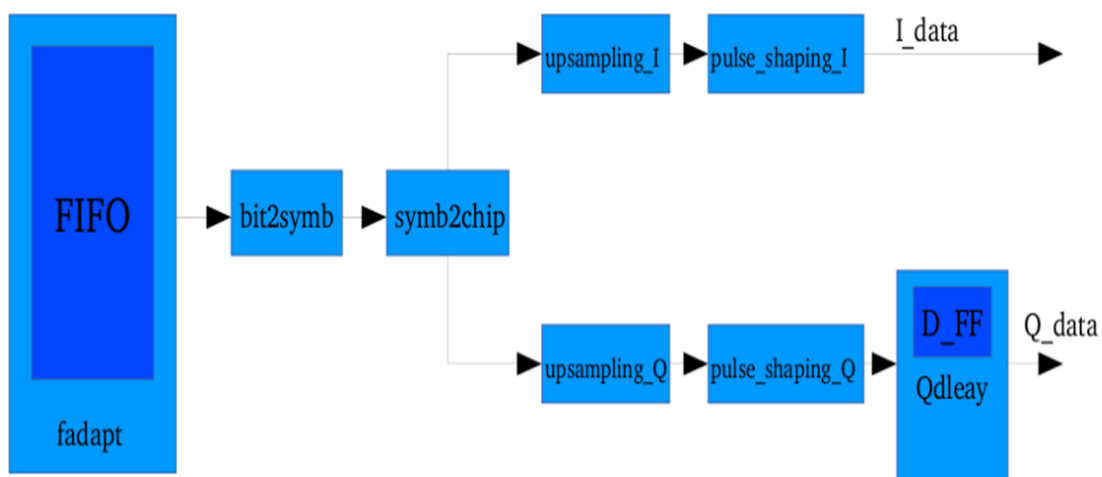 FIFO
fadapt
bit2symb
symb2chip
upsampling_I
pulse_shaping_I
I_data
upsampling_Q
pulse_shaping_Q
D_FF
Qdleay
Q_data